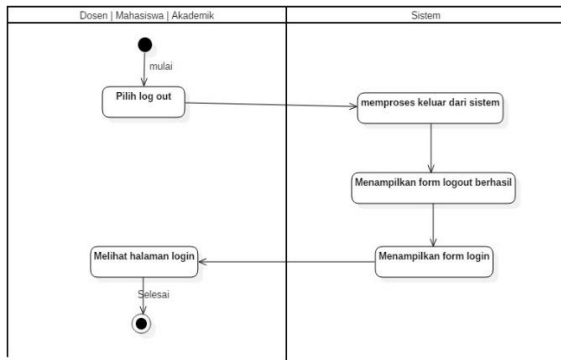 Dosen | Mahasiswa | Akademik
Sistem
mulai
Pilih log out
memproses keluar dari sistem
Menampilkan form logout berhasil
Melihat halaman login
Menampilkan form login
Selesai